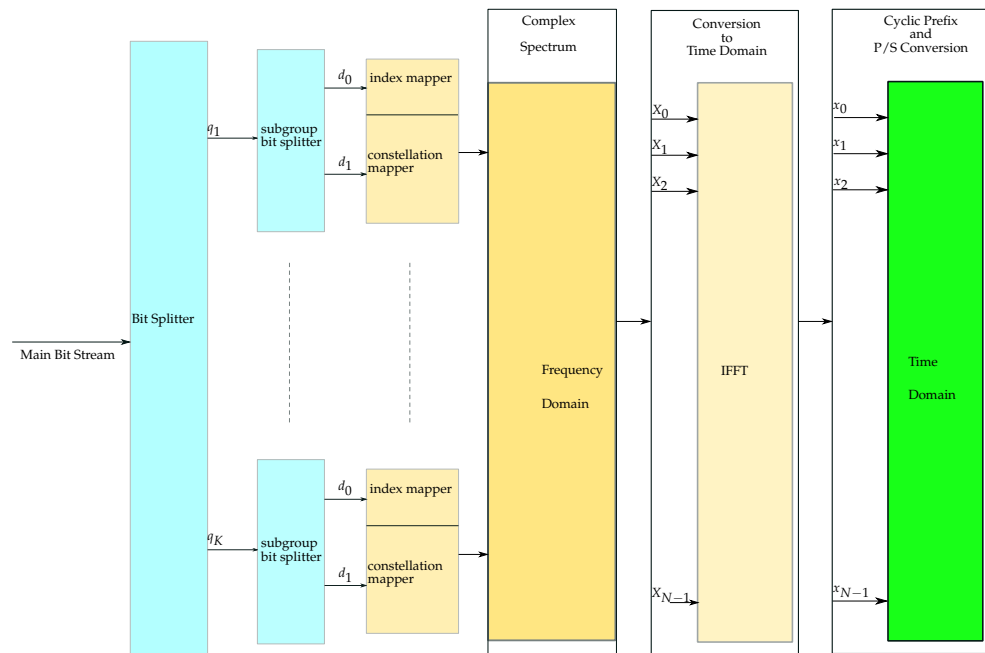 Main Bit Stream
Bit Splitter
q1
subgroup
bit splitter
d0
d1
index mapper
constellation
mapper
qK
subgroup
bit splitter
d0
d1
index mapper
constellation
mapper
Complex
Spectrum
Frequency
Domain
Conversion
to
Time Domain
X0
X1
X2
XN−1
IFFT
Cyclic Prefix
and
P/S Conversion
x0
x1
x2
xN−1
Time
Domain